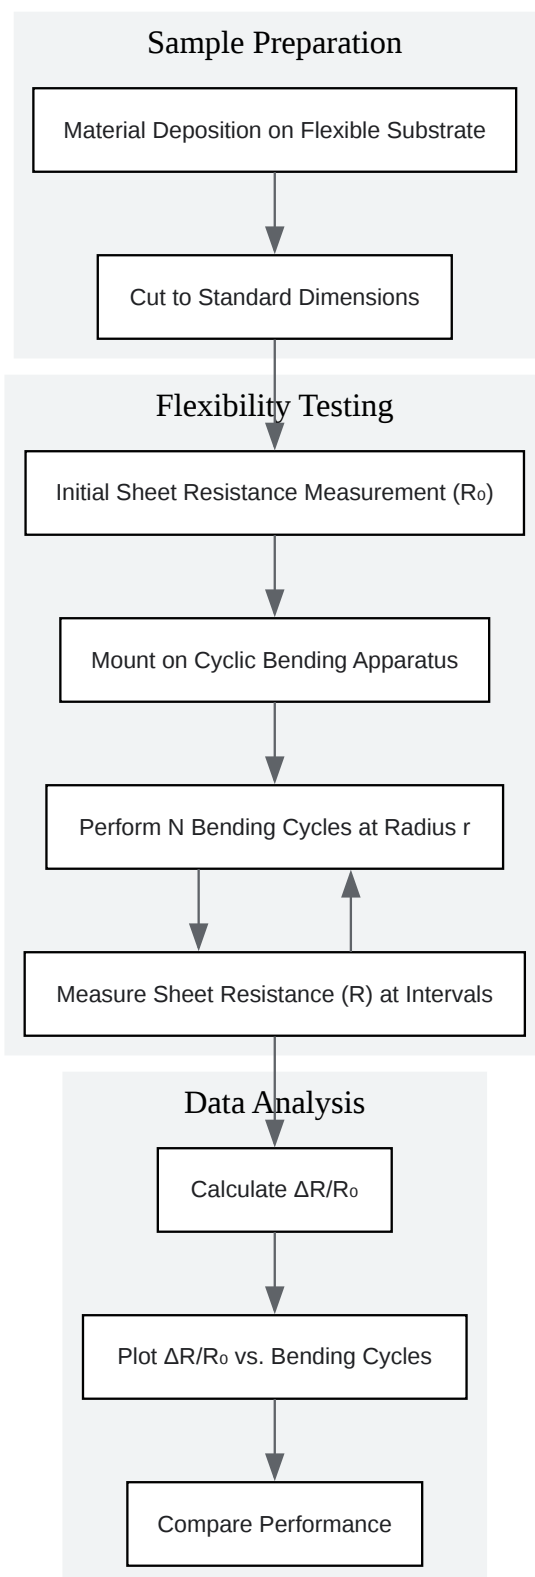 Sample Preparation
Material Deposition on Flexible Substrate
Cut to Standard Dimensions
Flexibility Testing
Initial Sheet Resistance Measurement (R₀)
Mount on Cyclic Bending Apparatus
Perform N Bending Cycles at Radius r
Measure Sheet Resistance (R) at Intervals
Data Analysis
Calculate ΔR/R₀
Plot ΔR/R₀ vs. Bending Cycles
Compare Performance